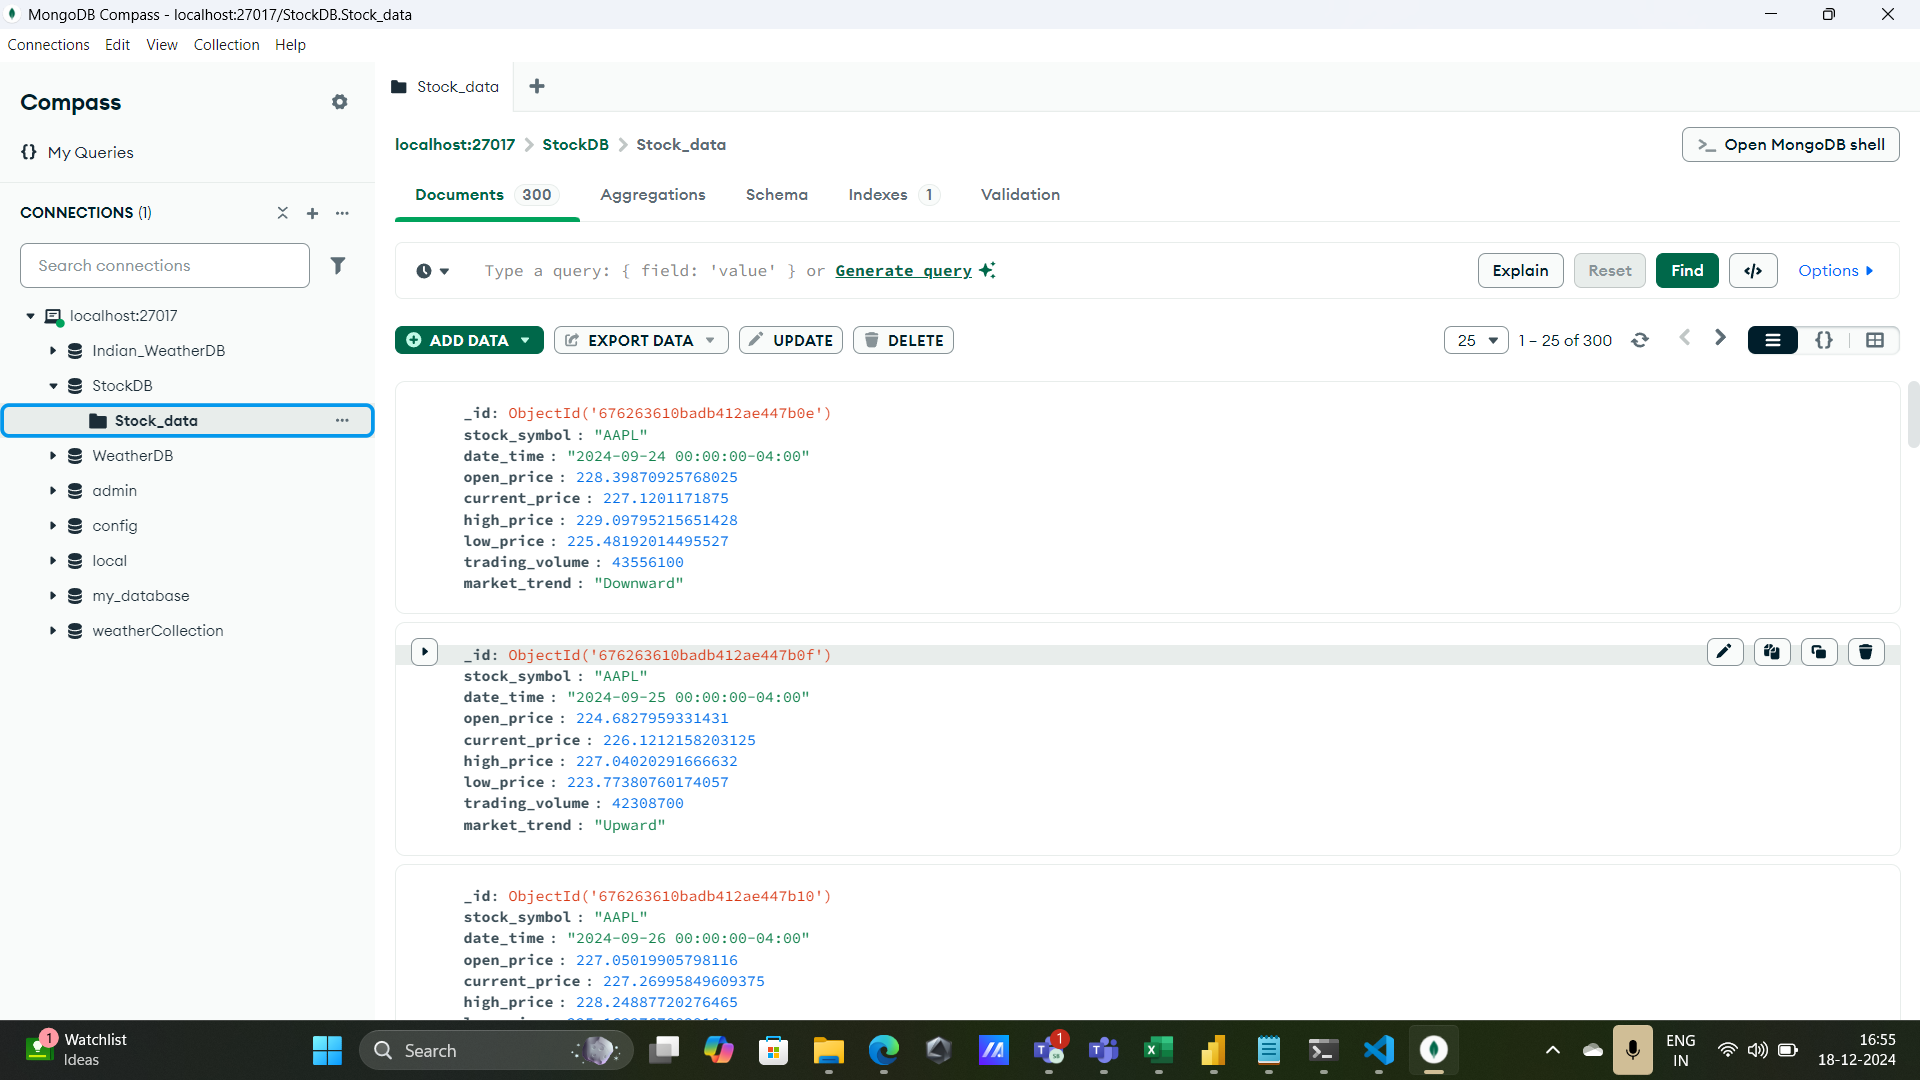 MongoDB Compass - localhost:27017/StockDB.Stock_data
Connections Edit View Collection Help
Compass
{} My Queries
CONNECTIONS (1)
Search connections
localhost:27017
Indian_WeatherDB
StockDB
Stock_data
WeatherDB
admin
config
local
my_database
weatherCollection
Stock_data
localhost:27017 > StockDB > Stock_data
>_ Open MongoDB shell
Documents 300 Aggregations Schema Indexes 1 Validation
Type a query: { field: 'value' } or Generate query
Explain Reset Find </> Options
ADD DATA EXPORT DATA UPDATE DELETE
25 1 – 25 of 300 {}
_id: ObjectId('676263610badb412ae447b0e')
stock_symbol : "AAPL"
date_time : "2024-09-24 00:00:00-04:00"
open_price : 228.39870925768025
current_price : 227.1201171875
high_price : 229.09795215651428
low_price : 225.48192014495527
trading_volume : 43556100
market_trend : "Downward"
_id: ObjectId('676263610badb412ae447b0f')
stock_symbol : "AAPL"
date_time : "2024-09-25 00:00:00-04:00"
open_price : 224.6827959331431
current_price : 226.1212158203125
high_price : 227.04020291666632
low_price : 223.77380760174057
trading_volume : 42308700
market_trend : "Upward"
_id: ObjectId('676263610badb412ae447b10')
stock_symbol : "AAPL"
date_time : "2024-09-26 00:00:00-04:00"
open_price : 227.05019905798116
current_price : 227.26995849609375
high_price : 228.24887720276465
1 Watchlist
Ideas
Search
1
ENG
IN
16:55
18-12-2024